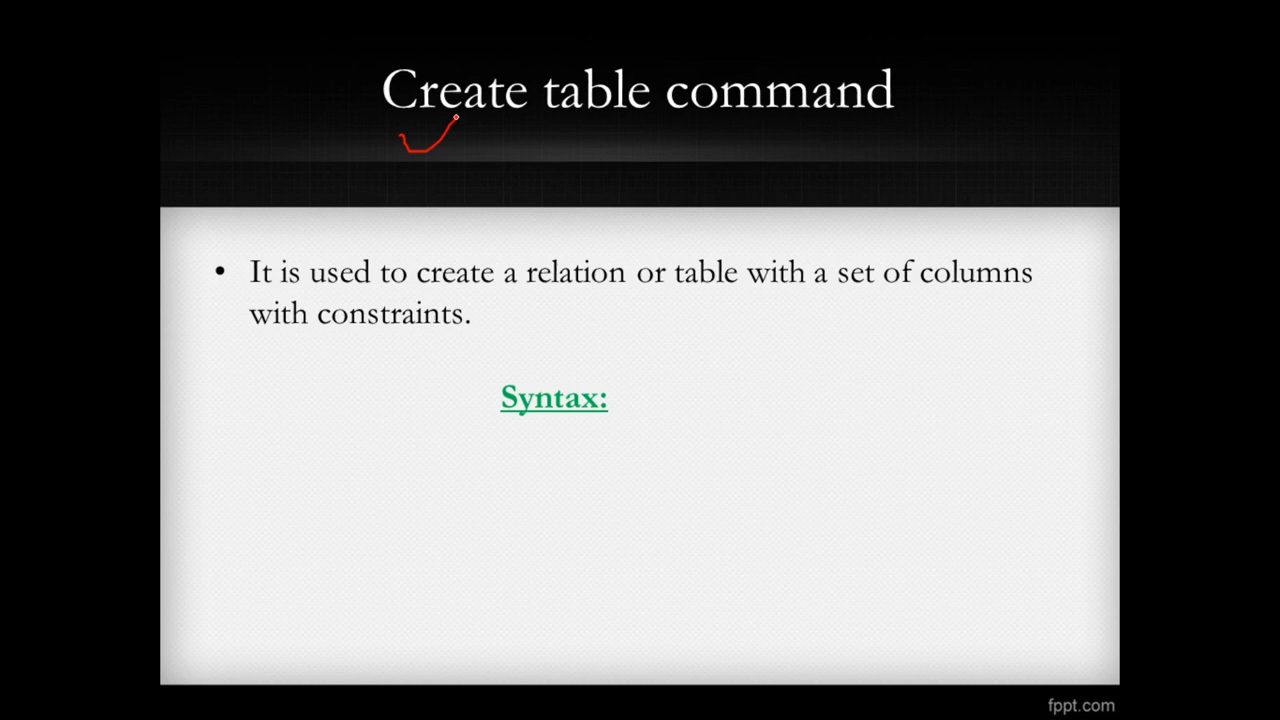 Create table command
• It is used to create a relation or table with a set of columns
with constraints.
Syntax:
fppt.com